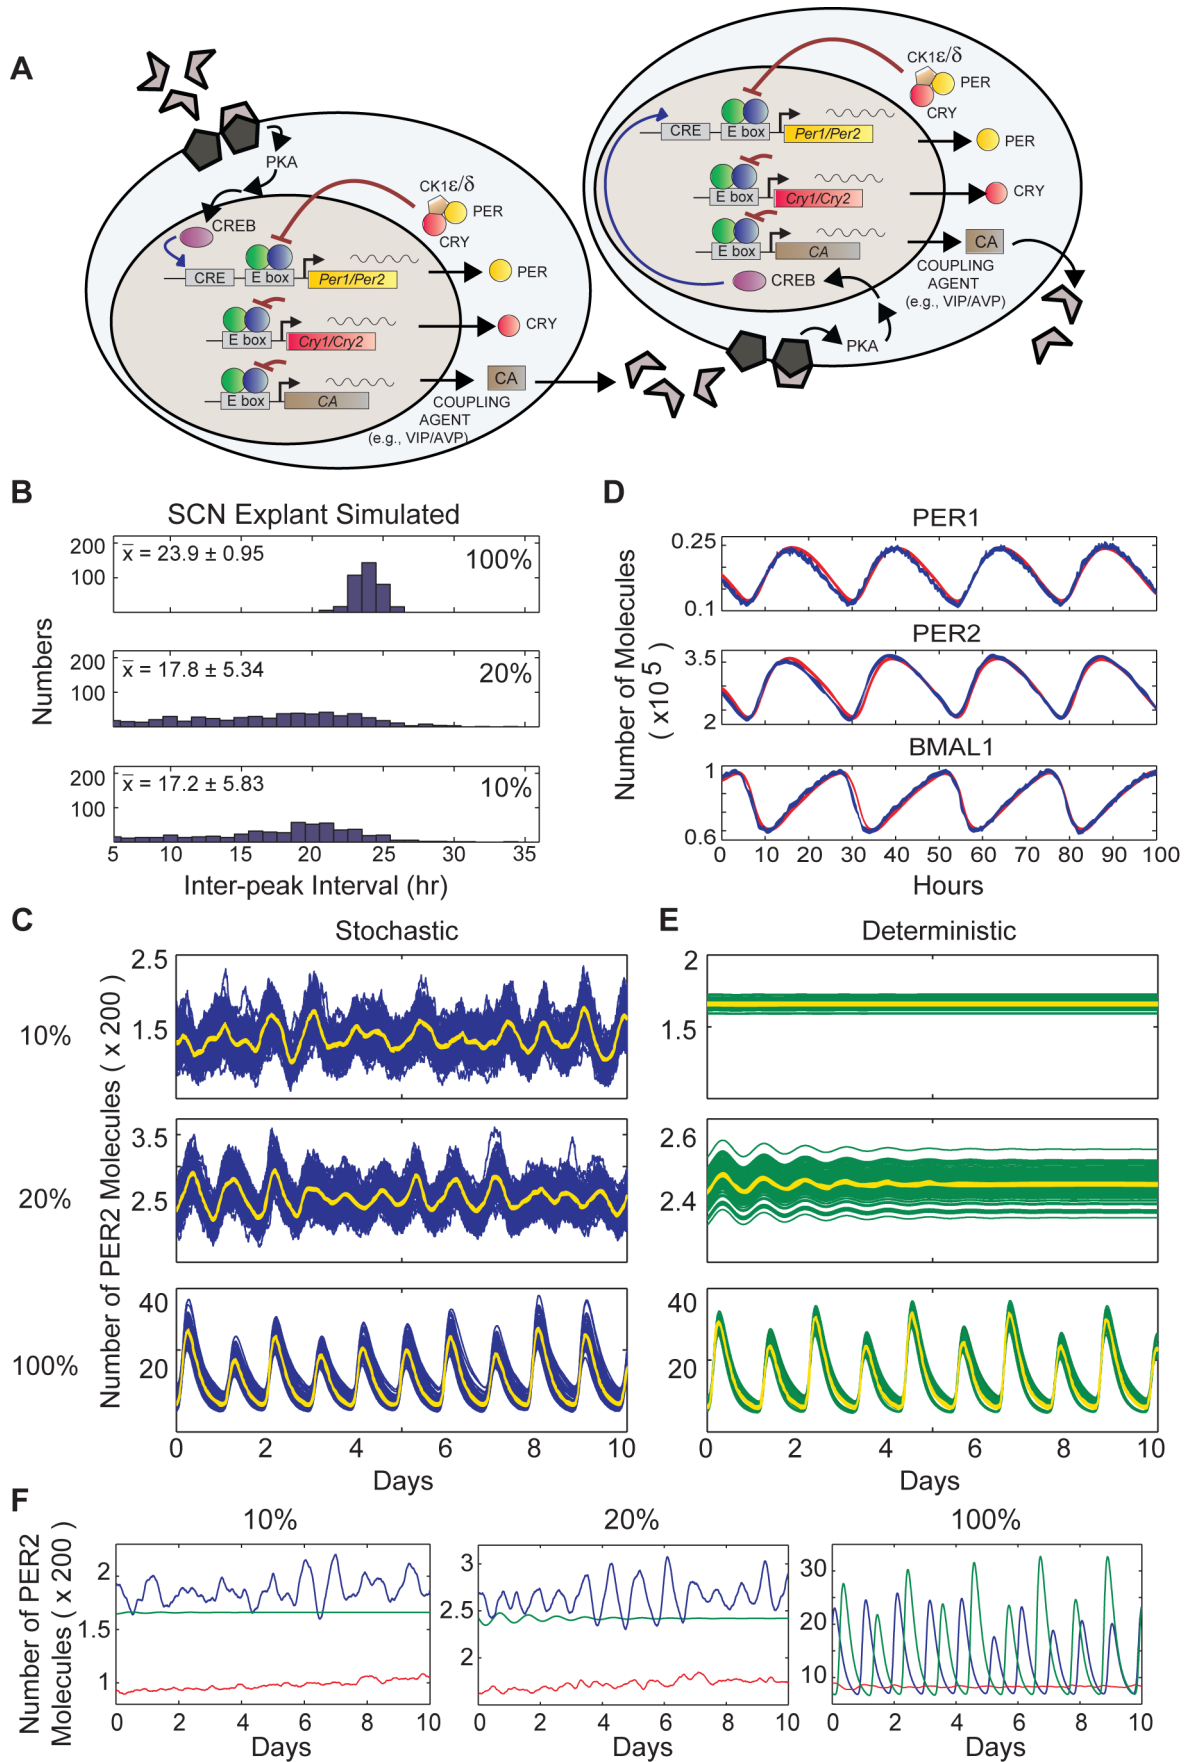 A
PKA
CREB
CK1ε/δ
PER
CRY
CRE
E box
Per1/Per2
PER
E box
Cry1/Cry2
CRY
E box
CA
CA
COUPLING
AGENT
(e.g., VIP/AVP)
CK1ε/δ
PER
CRY
CRE
E box
Per1/Per2
PER
E box
Cry1/Cry2
CRY
E box
CA
CA
COUPLING
AGENT
(e.g., VIP/AVP)
CREB
PKA
B
SCN Explant Simulated
x̅ = 23.9 ± 0.95
100%
200
100
x̅ = 17.8 ± 5.34
20%
200
100
x̅ = 17.2 ± 5.83
10%
200
100
Numbers
5 10 15 20 25 30 35
Inter-peak Interval (hr)
D
PER1
0.25
0.1
PER2
3.5
2
BMAL1
1
0.6
Number of Molecules
( x10 5 )
0 10 20 30 40 50 60 70 80 90 100
Hours
C
Stochastic
10%
2.5
1.5
20%
3.5
2.5
100%
40
20
Number of PER2 Molecules ( x 200 )
0 2 4 6 8 10
Days
E
Deterministic
2
1.5
2.6
2.4
40
20
0 2 4 6 8 10
Days
F
Number of PER2
Molecules ( x 200 )
10%
2
1.5
1
0 2 4 6 8 10
Days
20%
3
2.5
2
0 2 4 6 8 10
Days
100%
30
20
10
0 2 4 6 8 10
Days